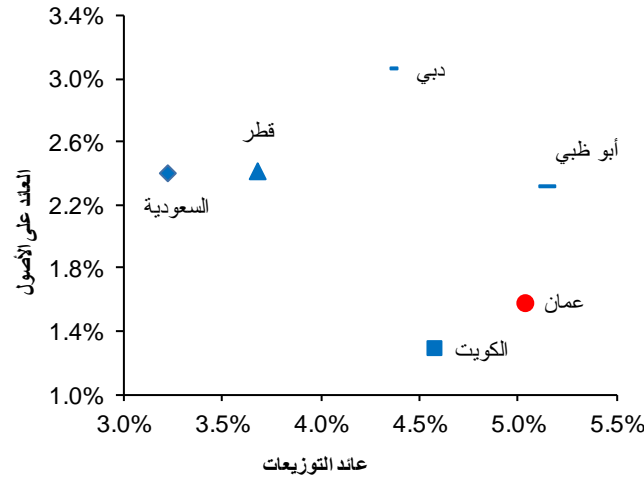 3.4%
3.0%
2.6%
2.2%
1.8%
1.4%
1.0%
العائد على الأصول
دبي
قطر
أبو ظبي
السعودية
عمان
الكويت
3.0% 3.5% 4.0% 4.5% 5.0% 5.5%
عائد التوزيعات